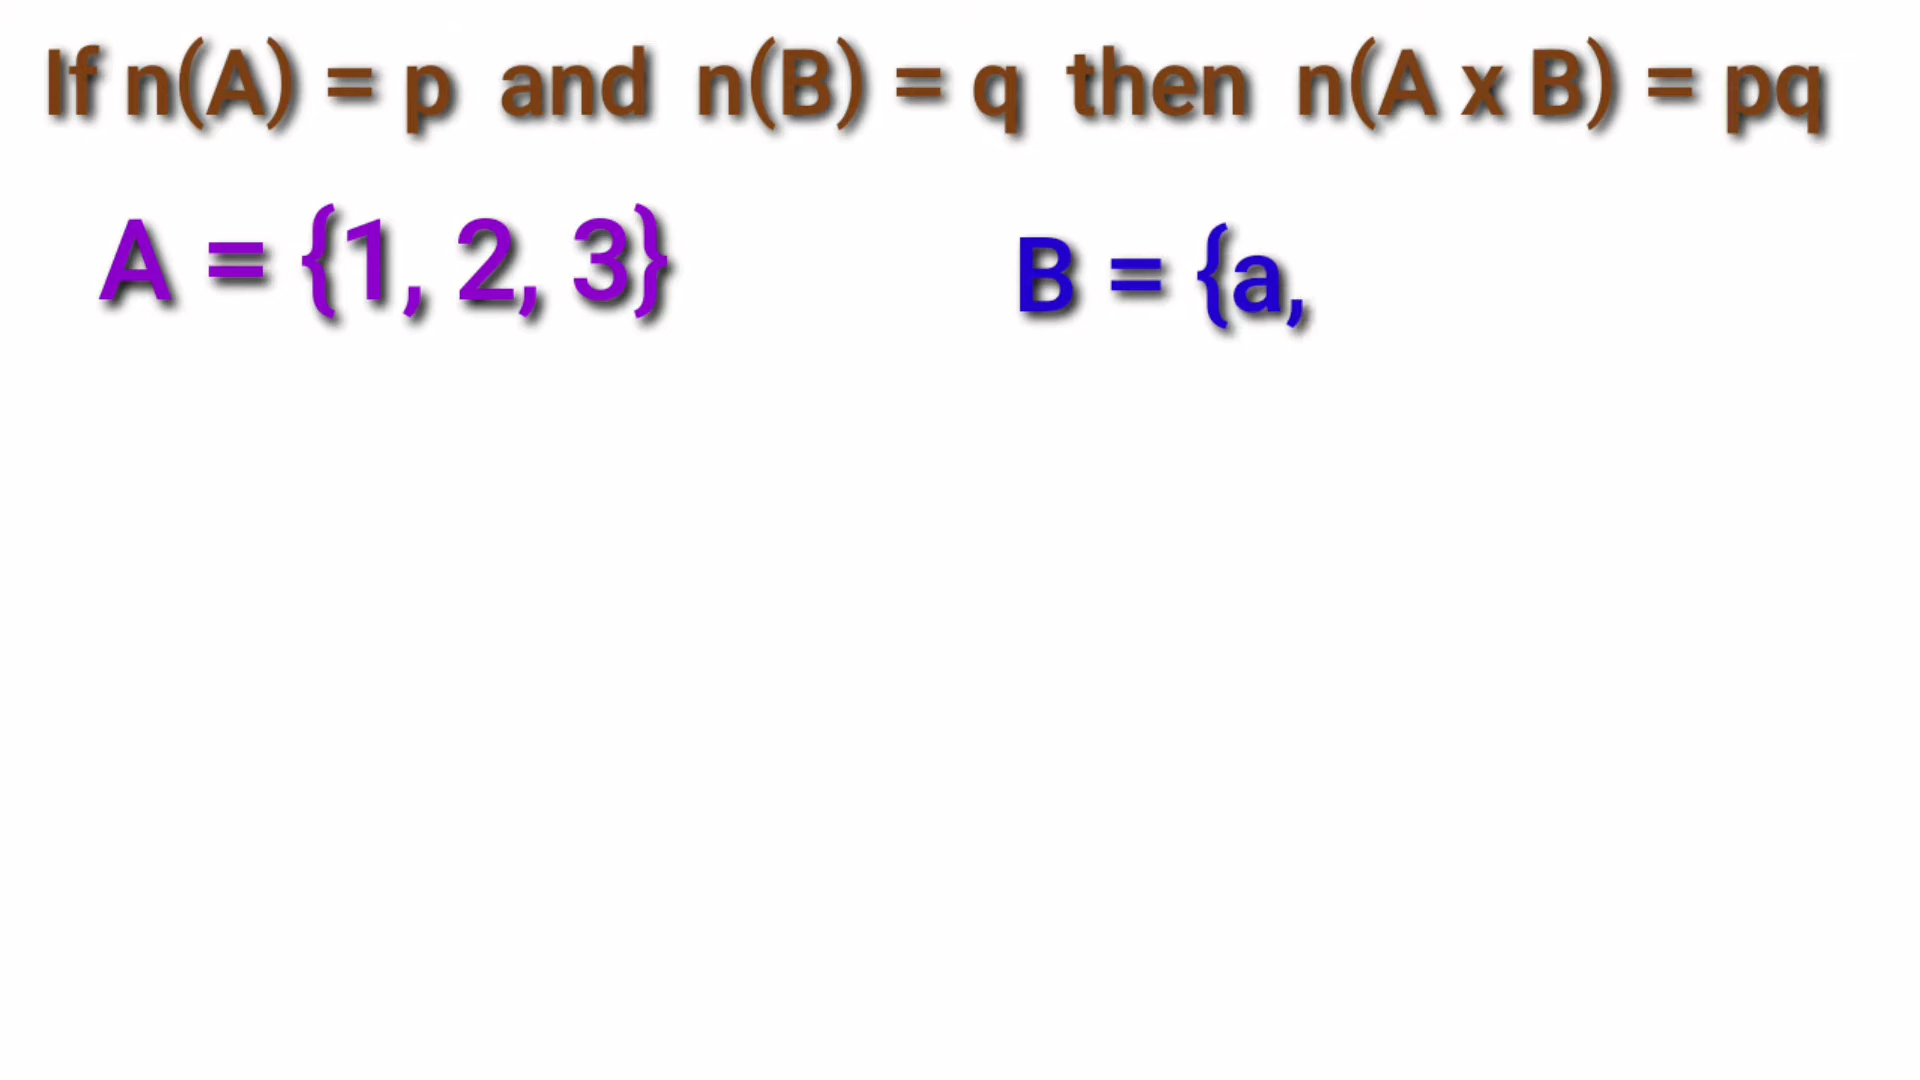 If n(A) = p and n(B) = q then n(A x B) = pq
A = {1, 2, 3} B = {a,